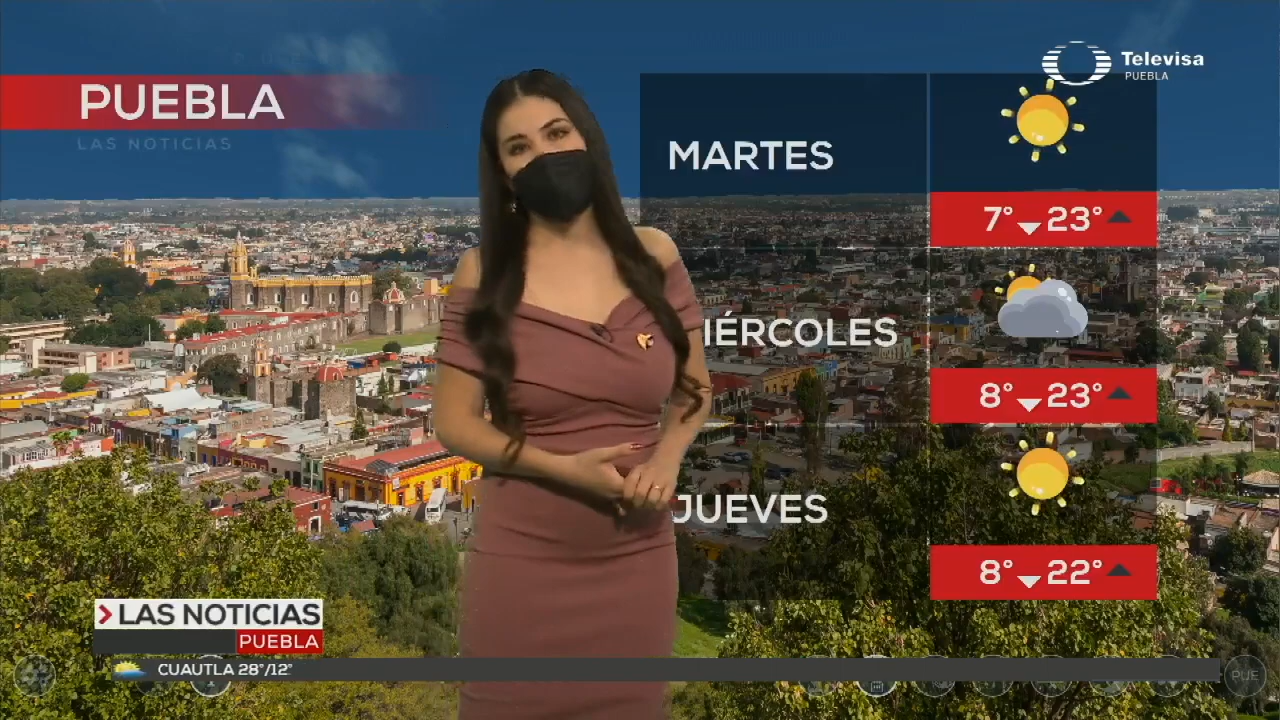 PUEBLA
LAS NOTICIAS
Televisa
PUEBLA
MARTES
7° 23°
IÉRCOLES
8° 23°
JUEVES
8° 22°
LAS NOTICIAS
PUEBLA
CUAUTLA 28°/12°
PUE